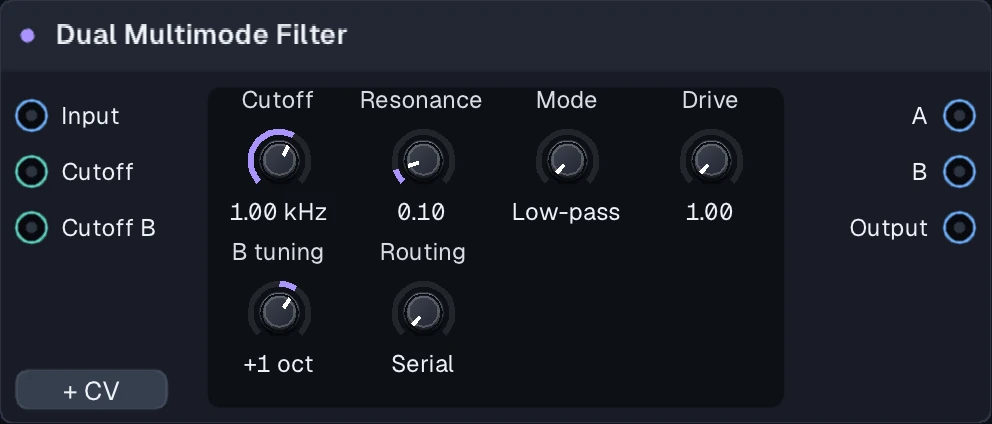 Dual Multimode Filter
Input
Cutoff
Cutoff B
+ CV
Cutoff
Resonance
Mode
Drive
1.00 kHz
0.10
Low-pass
1.00
B tuning
Routing
+1 oct
Serial
A
B
Output